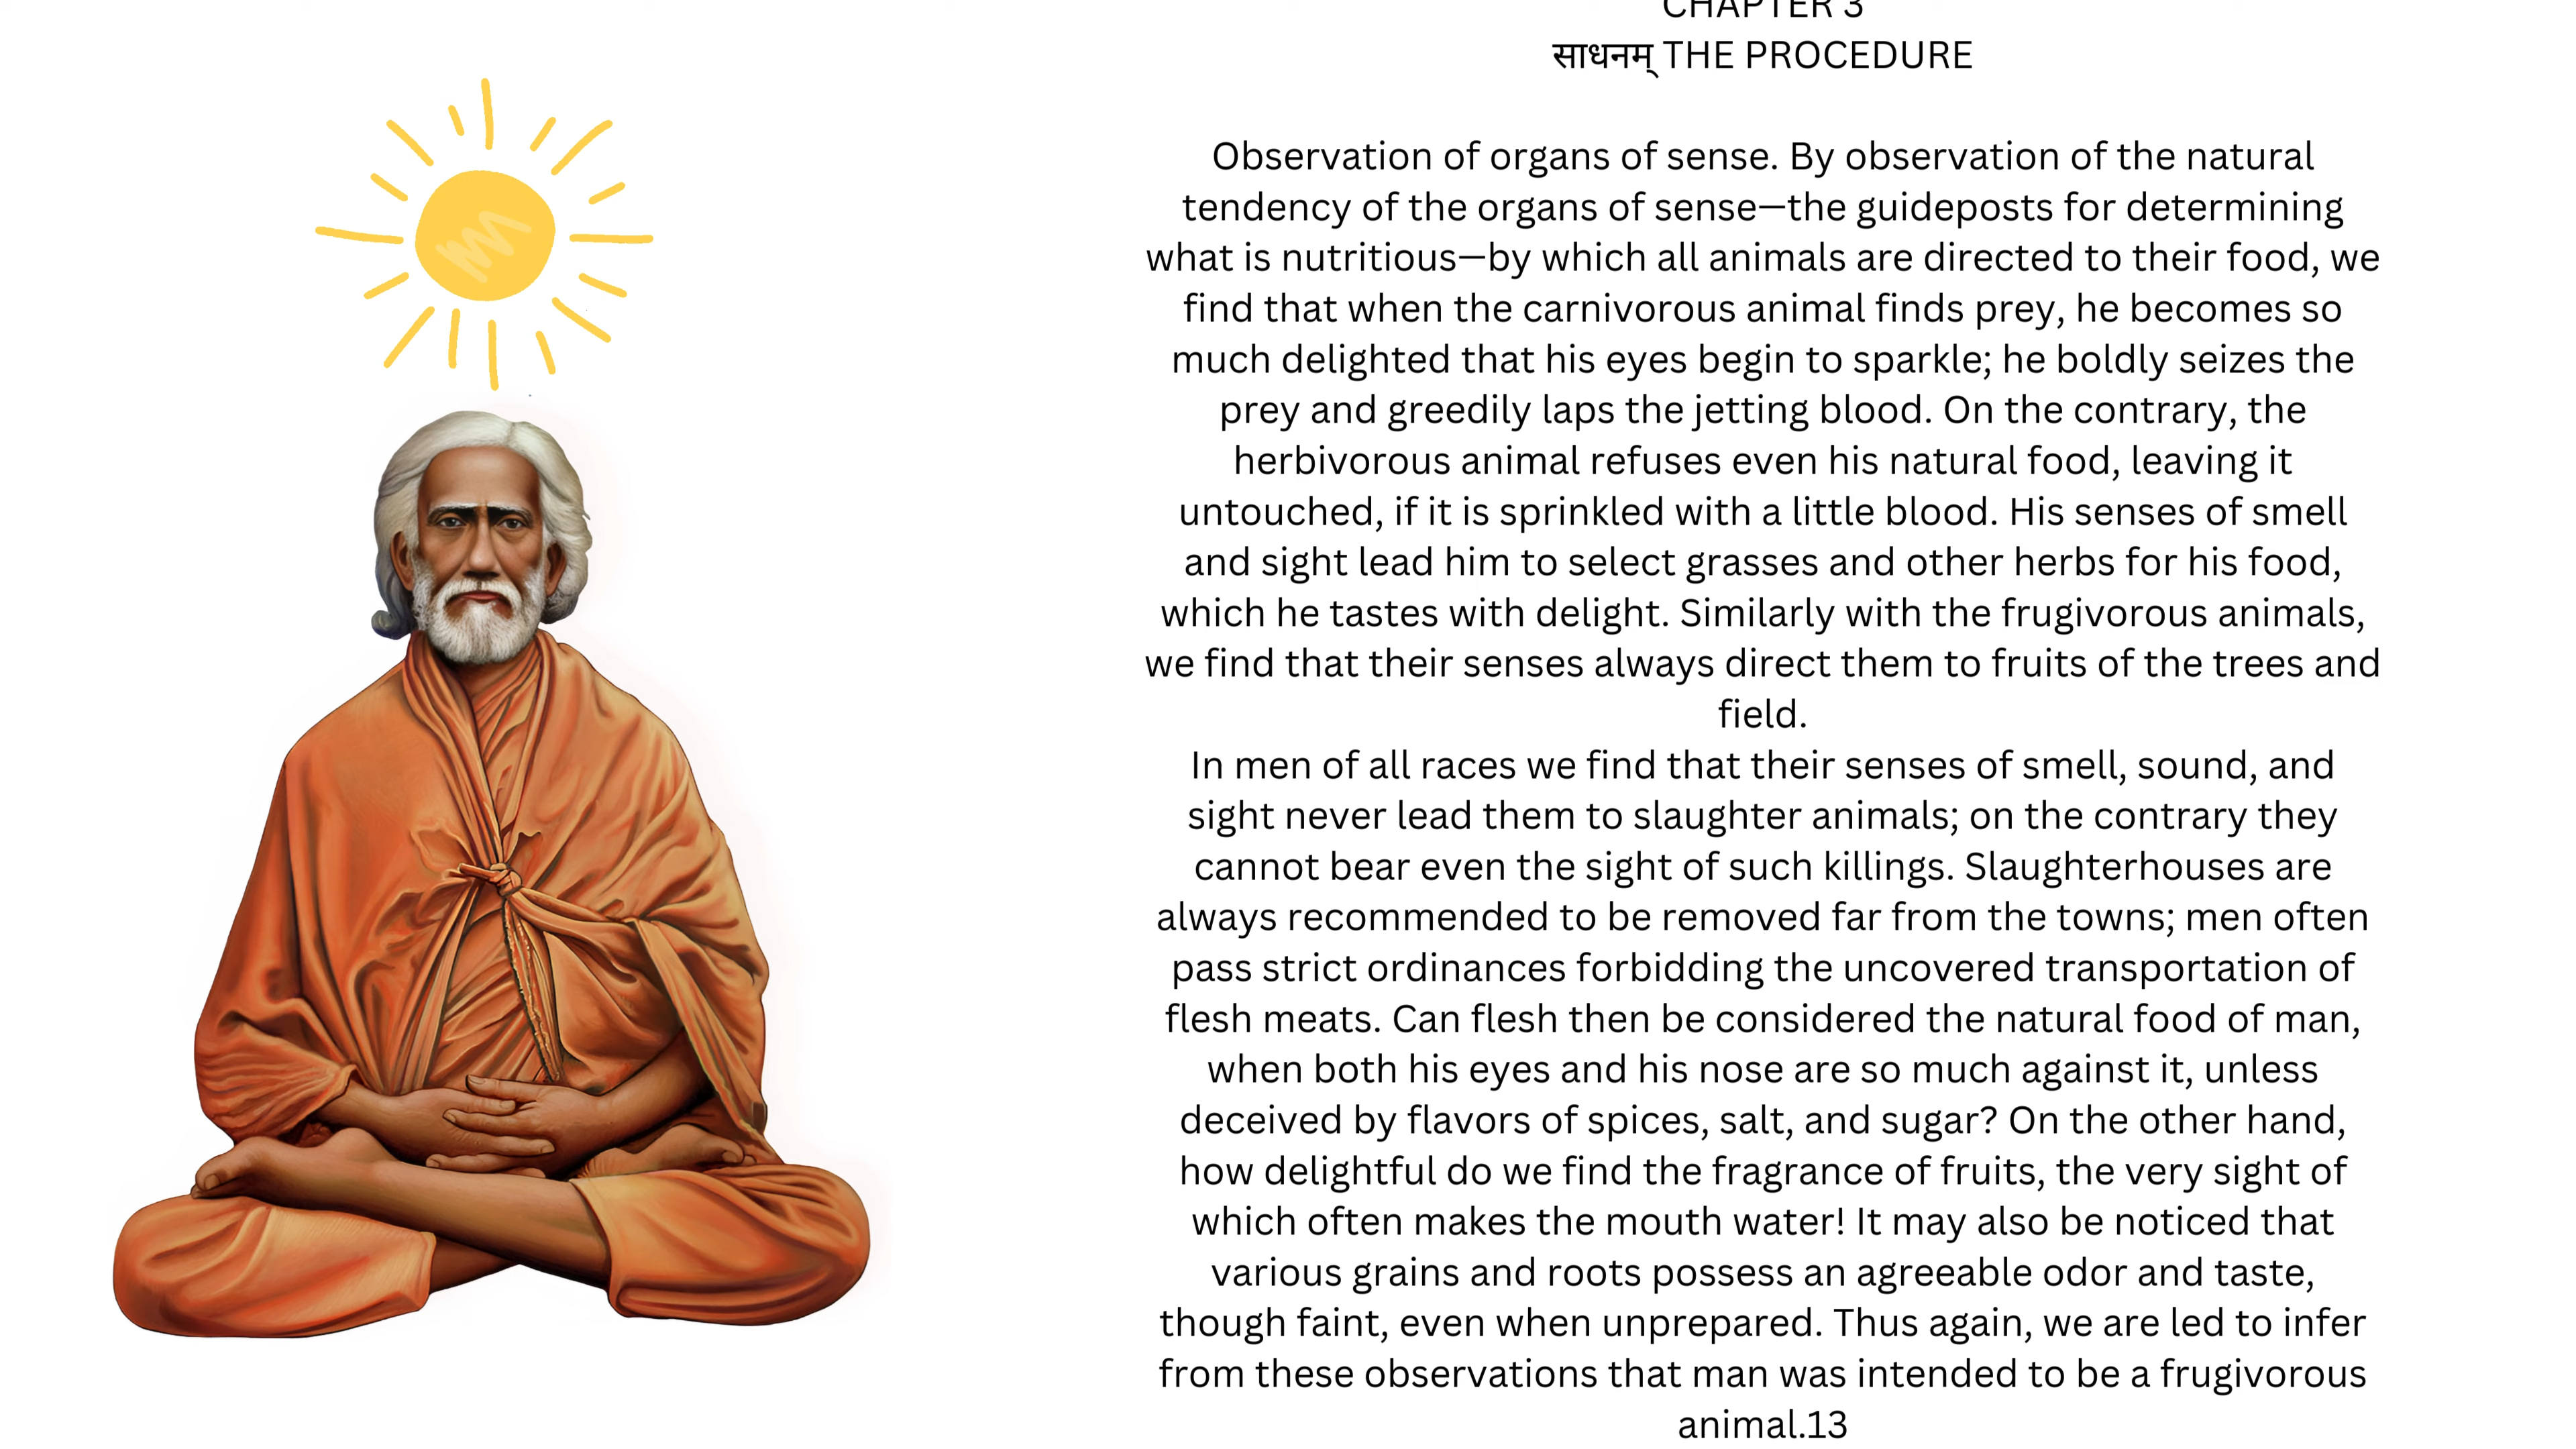 CHAPTER 3
साधनम् THE PROCEDURE
Observation of organs of sense. By observation of the natural
tendency of the organs of sense—the guideposts for determining
what is nutritious—by which all animals are directed to their food, we
find that when the carnivorous animal finds prey, he becomes so
much delighted that his eyes begin to sparkle; he boldly seizes the
prey and greedily laps the jetting blood. On the contrary, the
herbivorous animal refuses even his natural food, leaving it
untouched, if it is sprinkled with a little blood. His senses of smell
and sight lead him to select grasses and other herbs for his food,
which he tastes with delight. Similarly with the frugivorous animals,
we find that their senses always direct them to fruits of the trees and
field.
In men of all races we find that their senses of smell, sound, and
sight never lead them to slaughter animals; on the contrary they
cannot bear even the sight of such killings. Slaughterhouses are
always recommended to be removed far from the towns; men often
pass strict ordinances forbidding the uncovered transportation of
flesh meats. Can flesh then be considered the natural food of man,
when both his eyes and his nose are so much against it, unless
deceived by flavors of spices, salt, and sugar? On the other hand,
how delightful do we find the fragrance of fruits, the very sight of
which often makes the mouth water! It may also be noticed that
various grains and roots possess an agreeable odor and taste,
though faint, even when unprepared. Thus again, we are led to infer
from these observations that man was intended to be a frugivorous
animal.13